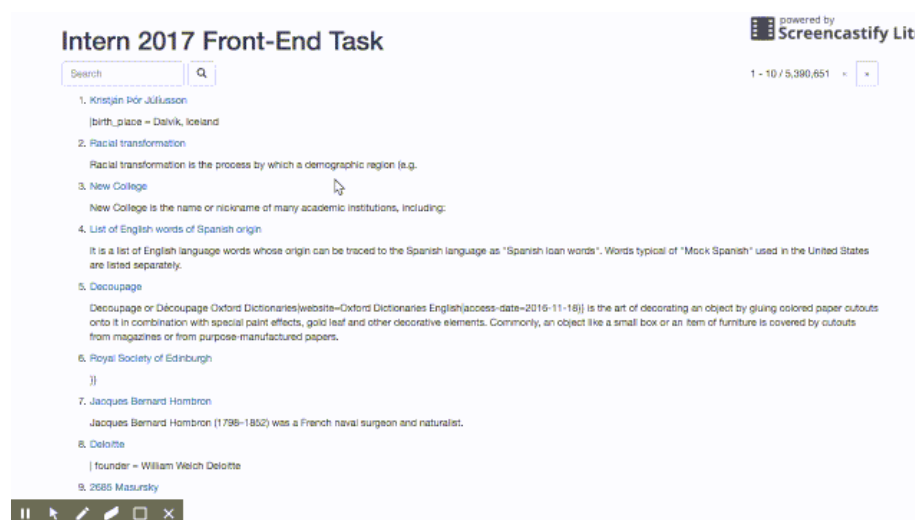 powered by
Screencastify Lit
Intern 2017 Front-End Task
Search
1 - 10 / 5,390,651 « »
1. Kristján Þór Júlíusson
|birth_place = Dalvík, Iceland
2. Racial transformation
Racial transformation is the process by which a demographic region (e.g.
3. New College
New College is the name or nickname of many academic institutions, including:
4. List of English words of Spanish origin
It is a list of English language words whose origin can be traced to the Spanish language as "Spanish loan words". Words typical of "Mock Spanish" used in the United States
are listed separately.
5. Decoupage
Decoupage or Découpage Oxford Dictionaries|website=Oxford Dictionaries English|access-date=2016-11-18}} is the art of decorating an object by gluing colored paper cutouts
onto it in combination with special paint effects, gold leaf and other decorative elements. Commonly, an object like a small box or an item of furniture is covered by cutouts
from magazines or from purpose-manufactured papers.
6. Royal Society of Edinburgh
}}
7. Jacques Bernard Hombron
Jacques Bernard Hombron (1798–1852) was a French naval surgeon and naturalist.
8. Deloitte
| founder = William Welch Deloitte
9. 2685 Masursky